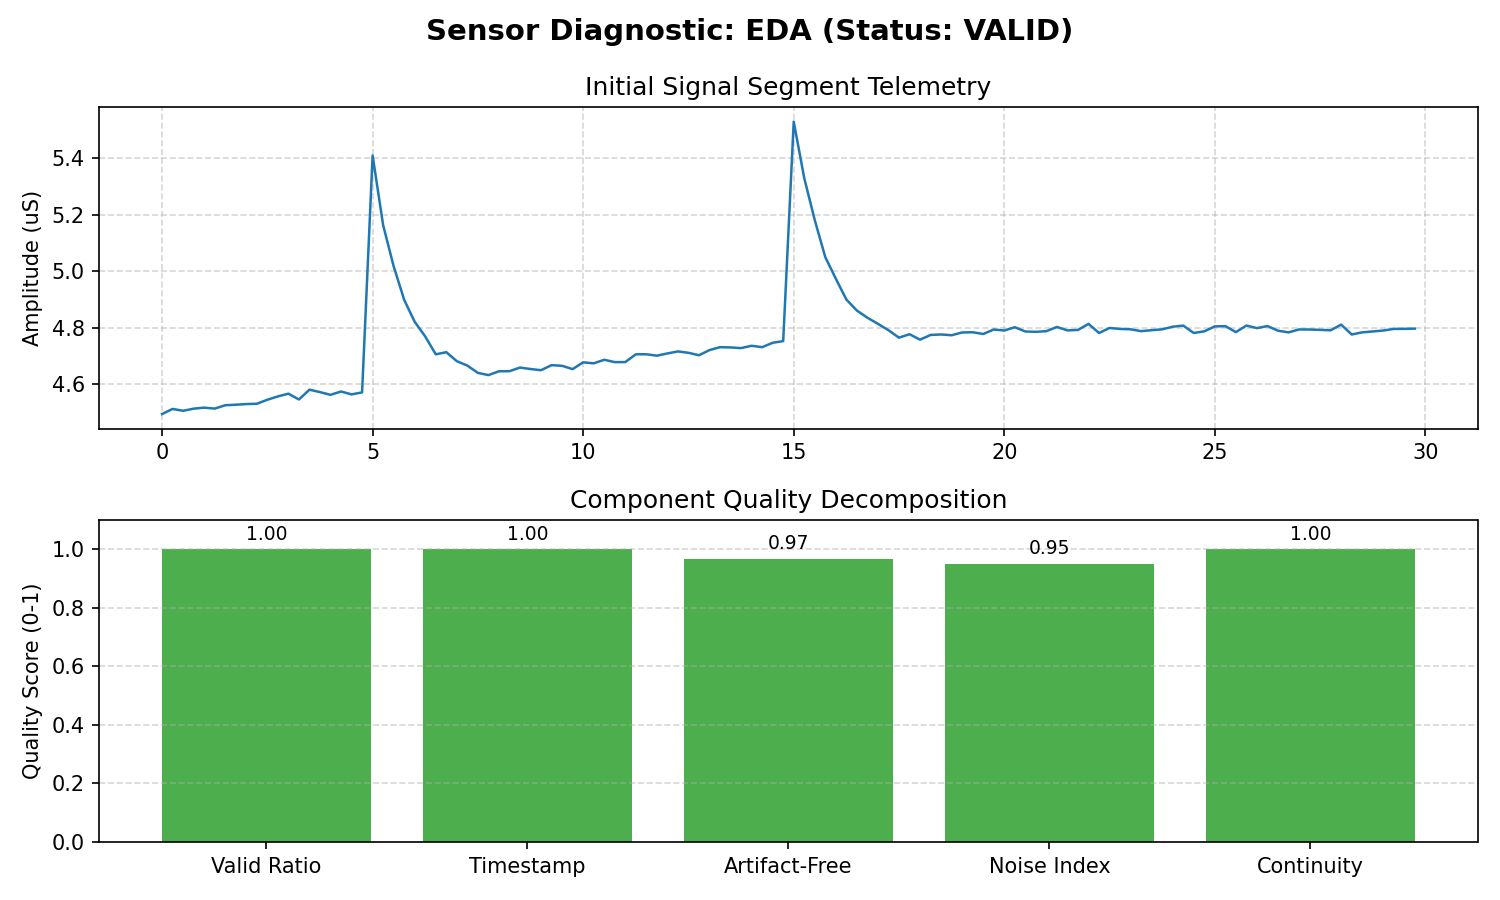 Sensor Diagnostic: EDA (Status: VALID)
Initial Signal Segment Telemetry
Amplitude (uS)
5.4
5.2
5.0
4.8
4.6
0 5 10 15 20 25 30
Component Quality Decomposition
Quality Score (0-1)
1.0
0.8
0.6
0.4
0.2
0.0
1.00 1.00 0.97 0.95 1.00
Valid Ratio Timestamp Artifact-Free Noise Index Continuity